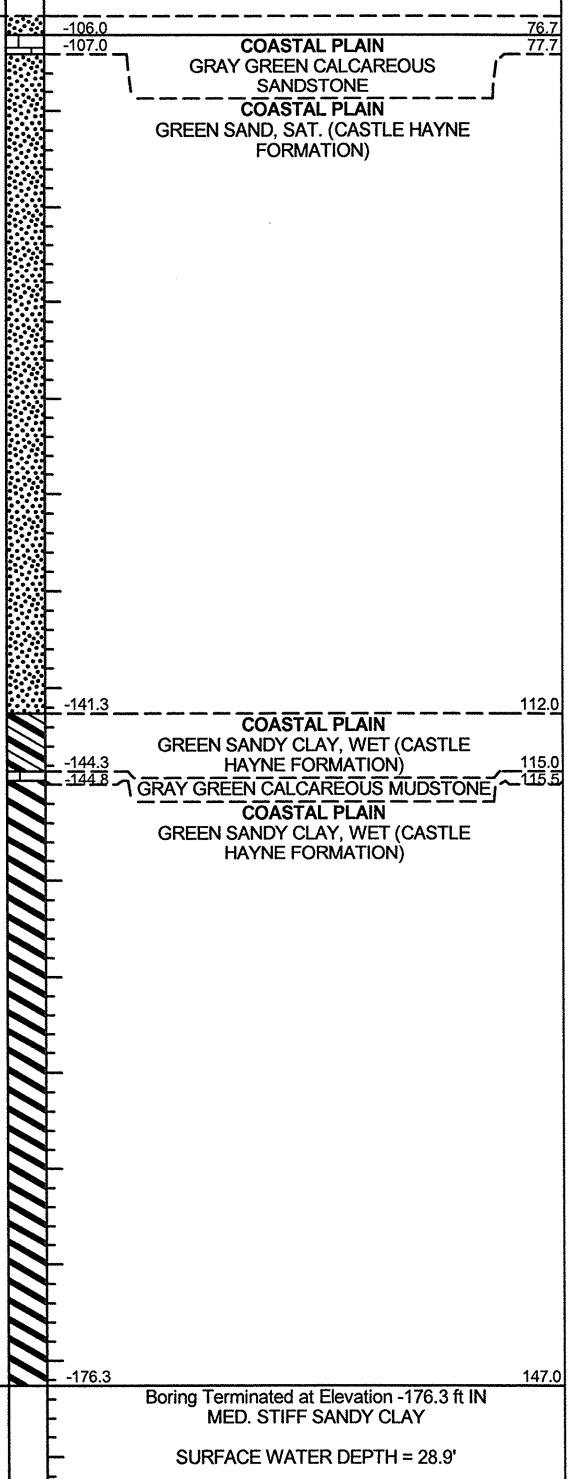 -106.0 76.7
-107.0 COASTAL PLAIN 77.7
GRAY GREEN CALCAREOUS
SANDSTONE
COASTAL PLAIN
GREEN SAND, SAT. (CASTLE HAYNE
FORMATION)
-141.3 112.0
COASTAL PLAIN
GREEN SANDY CLAY, WET (CASTLE
-144.3 HAYNE FORMATION) 115.0
-144.8 GRAY GREEN CALCAREOUS MUDSTONE 115.5
COASTAL PLAIN
GREEN SANDY CLAY, WET (CASTLE
HAYNE FORMATION)
-176.3 147.0
Boring Terminated at Elevation -176.3 ft IN
MED. STIFF SANDY CLAY
SURFACE WATER DEPTH = 28.9'